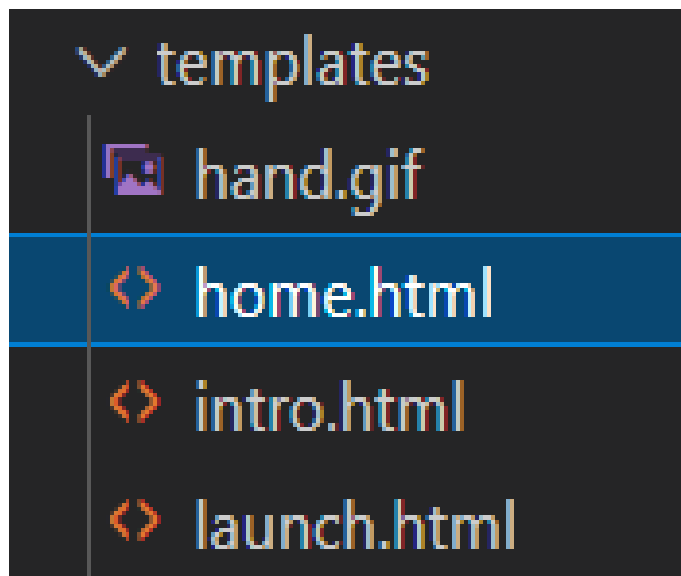 templates
hand.gif
home.html
intro.html
launch.html